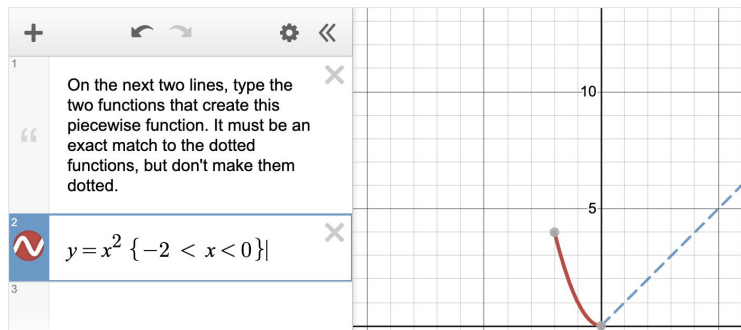 1
On the next two lines, type the
two functions that create this
piecewise function. It must be an
exact match to the dotted
functions, but don't make them
dotted.
2
y = x² {−2 < x < 0}
3
10
5